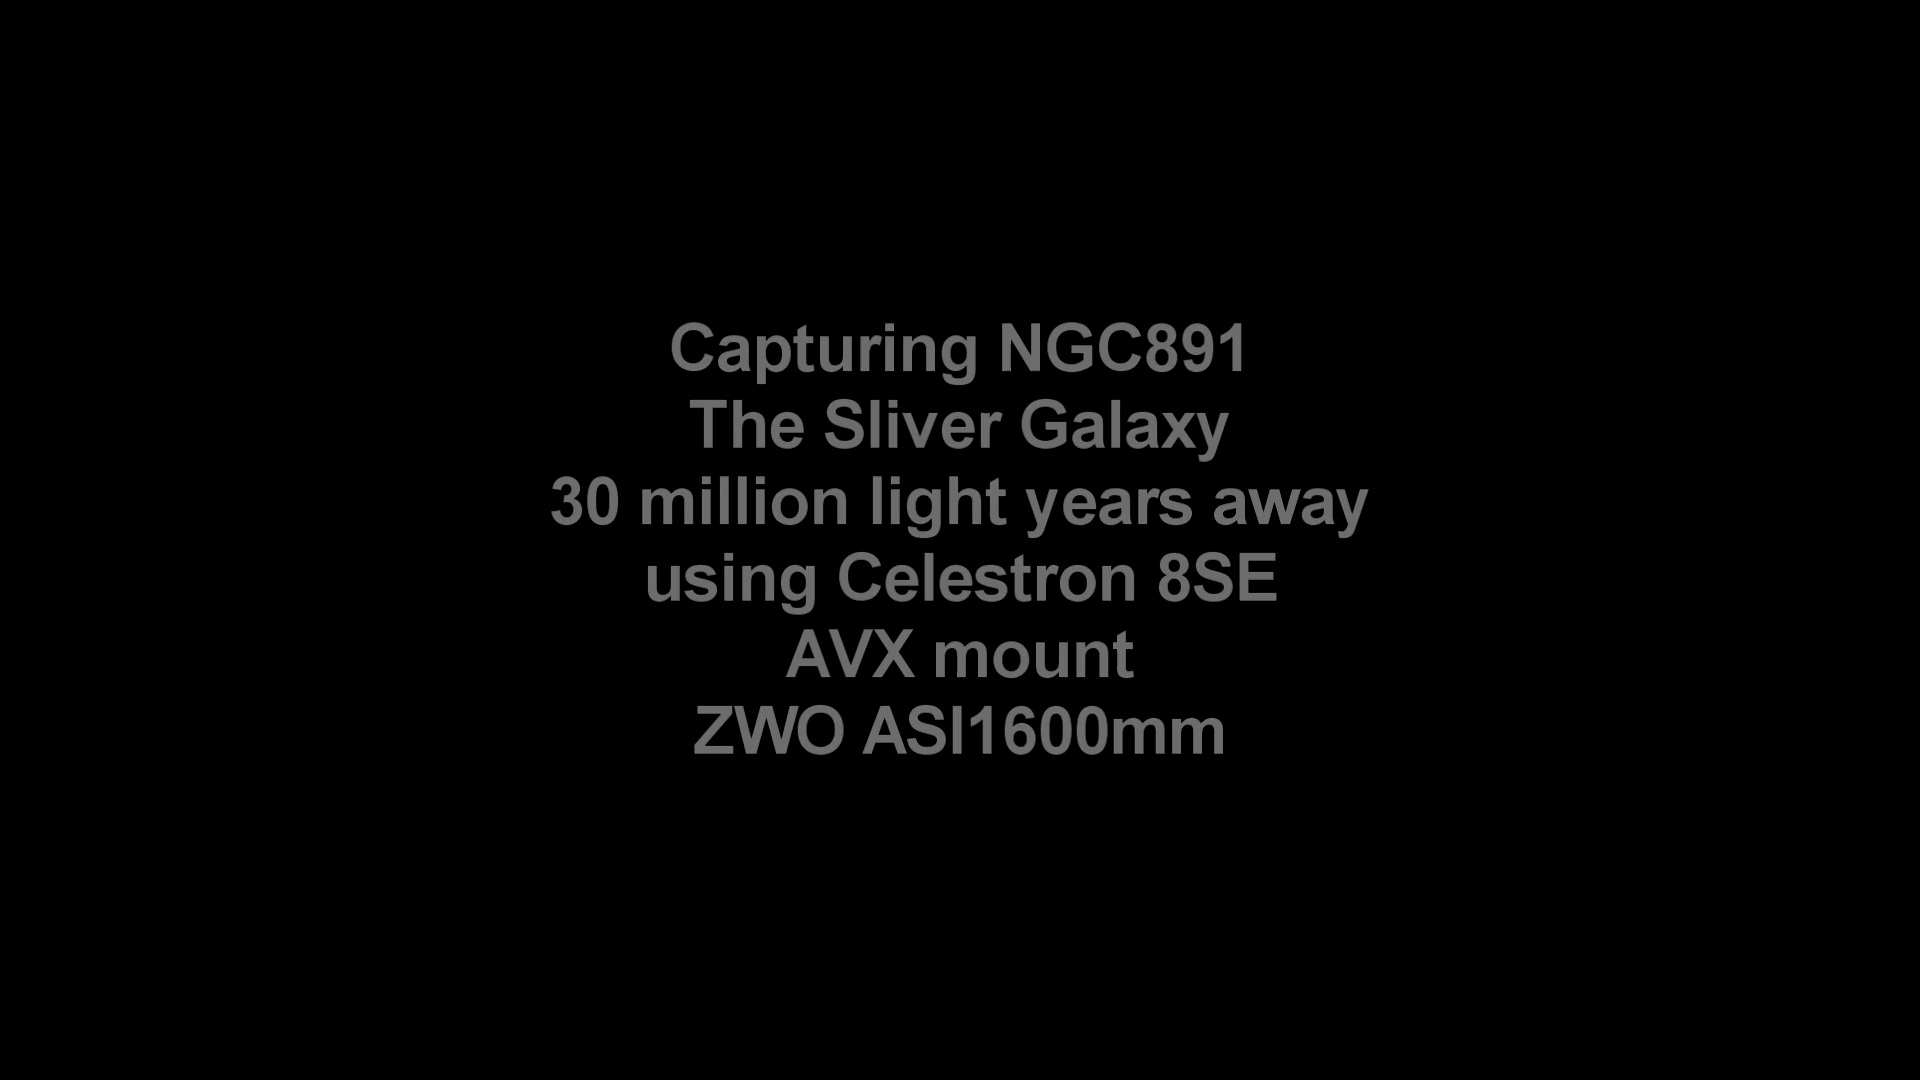 Capturing NGC891
The Sliver Galaxy
30 million light years away
using Celestron 8SE
AVX mount
ZWO ASI1600mm